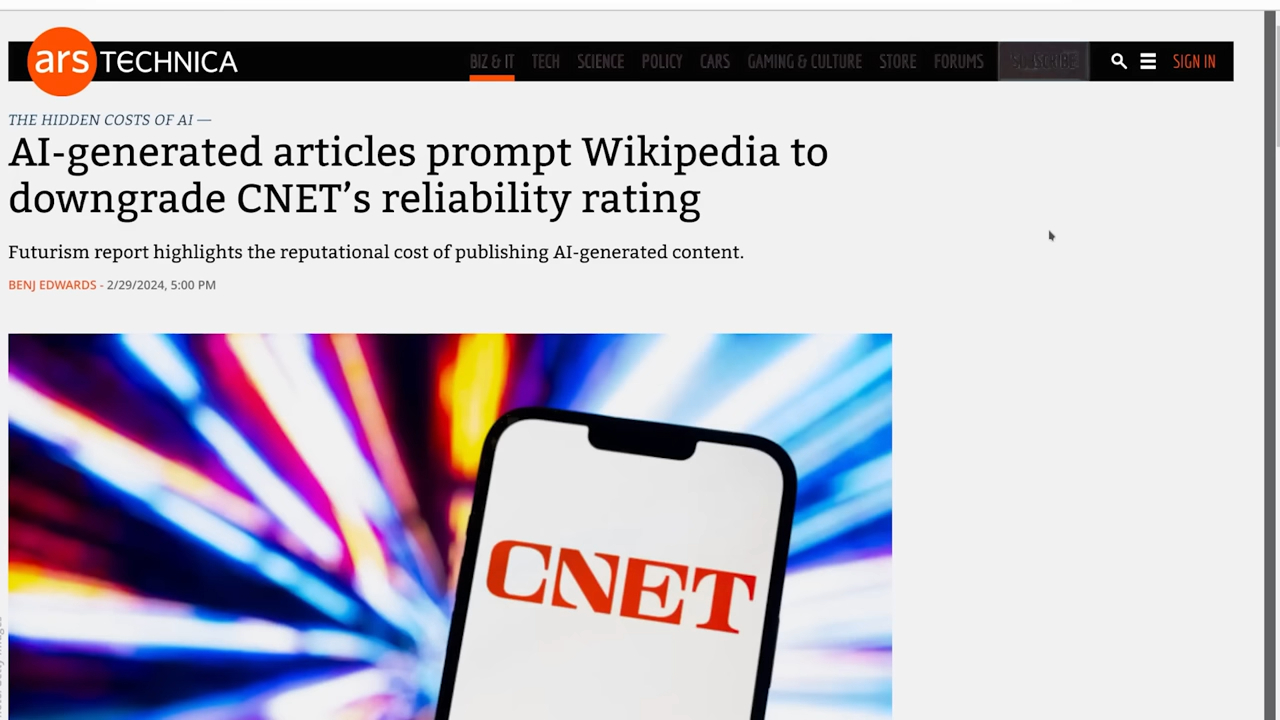 ars TECHNICA
BIZ & IT TECH SCIENCE POLICY CARS GAMING & CULTURE STORE FORUMS SUBSCRIBE SIGN IN
THE HIDDEN COSTS OF AI —
AI-generated articles prompt Wikipedia to
downgrade CNET’s reliability rating
Futurism report highlights the reputational cost of publishing AI-generated content.
BENJ EDWARDS - 2/29/2024, 5:00 PM
CNET